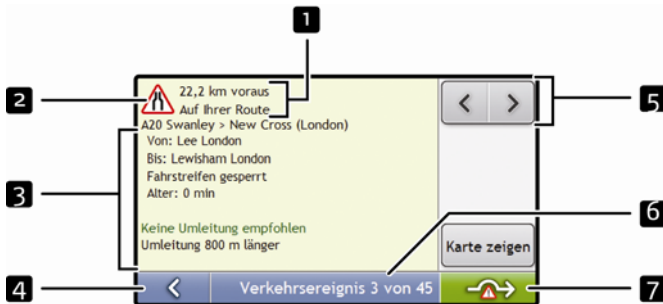 1
2
22,2 km voraus
Auf Ihrer Route
5
A20 Swanley > New Cross (London)
Von: Lee London
Bis: Lewisham London
3
Fahrstreifen gesperrt
Alter: 0 min
6
Keine Umleitung empfohlen
Umleitung 800 m länger
Karte zeigen
4
Verkehrsereignis 3 von 45
7